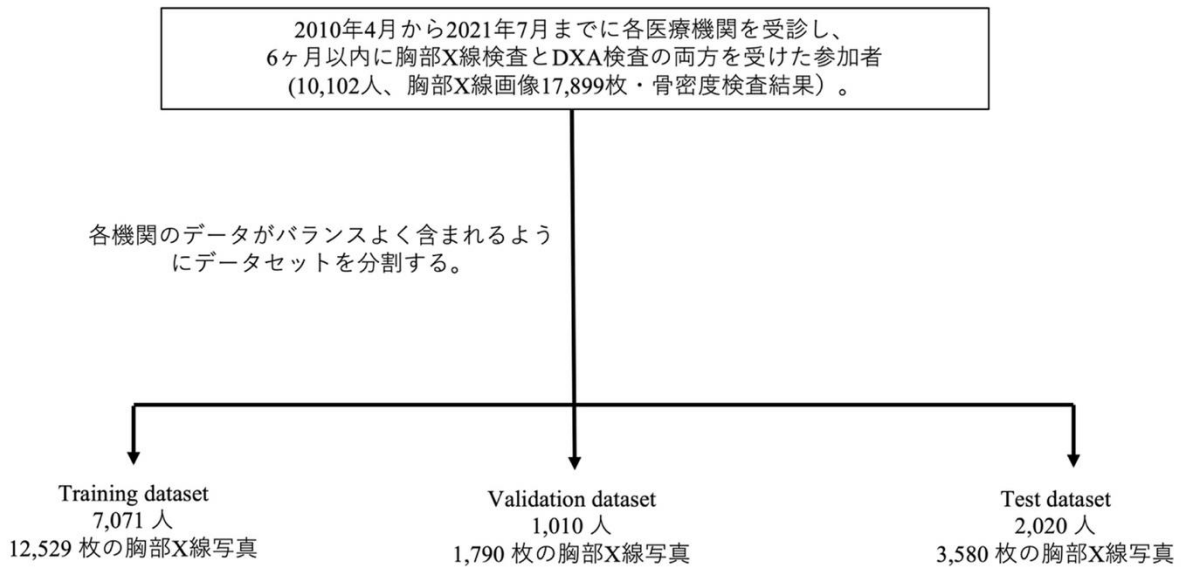 2010年4月から2021年7月までに各医療機関を受診し、
6ヶ月以内に胸部X線検査とDXA検査の両方を受けた参加者
(10,102人、胸部X線画像17,899枚・骨密度検査結果）。
各機関のデータがバランスよく含まれるよう
にデータセットを分割する。
Training dataset
7,071 人
12,529 枚の胸部X線写真
Validation dataset
1,010 人
1,790 枚の胸部X線写真
Test dataset
2,020 人
3,580 枚の胸部X線写真